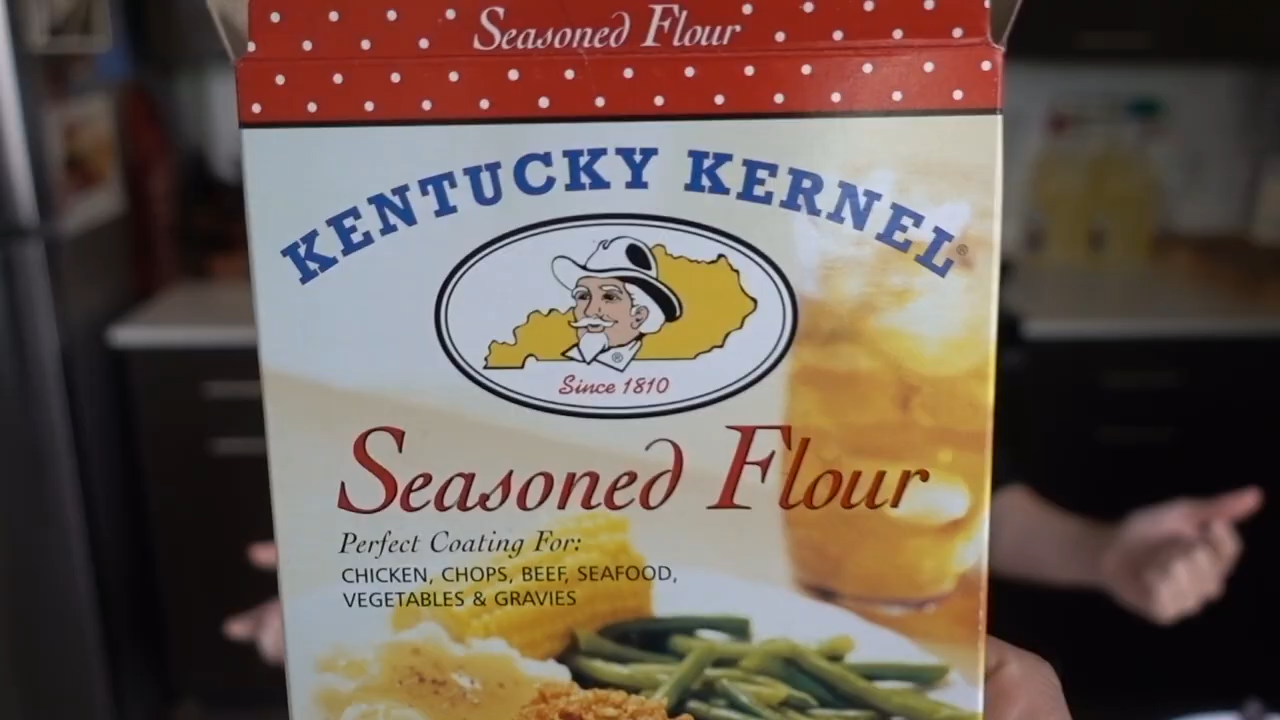 Seasoned Flour
KENTUCKY KERNEL®
®
Since 1810
Seasoned Flour
Perfect Coating For:
CHICKEN, CHOPS, BEEF, SEAFOOD,
VEGETABLES & GRAVIES